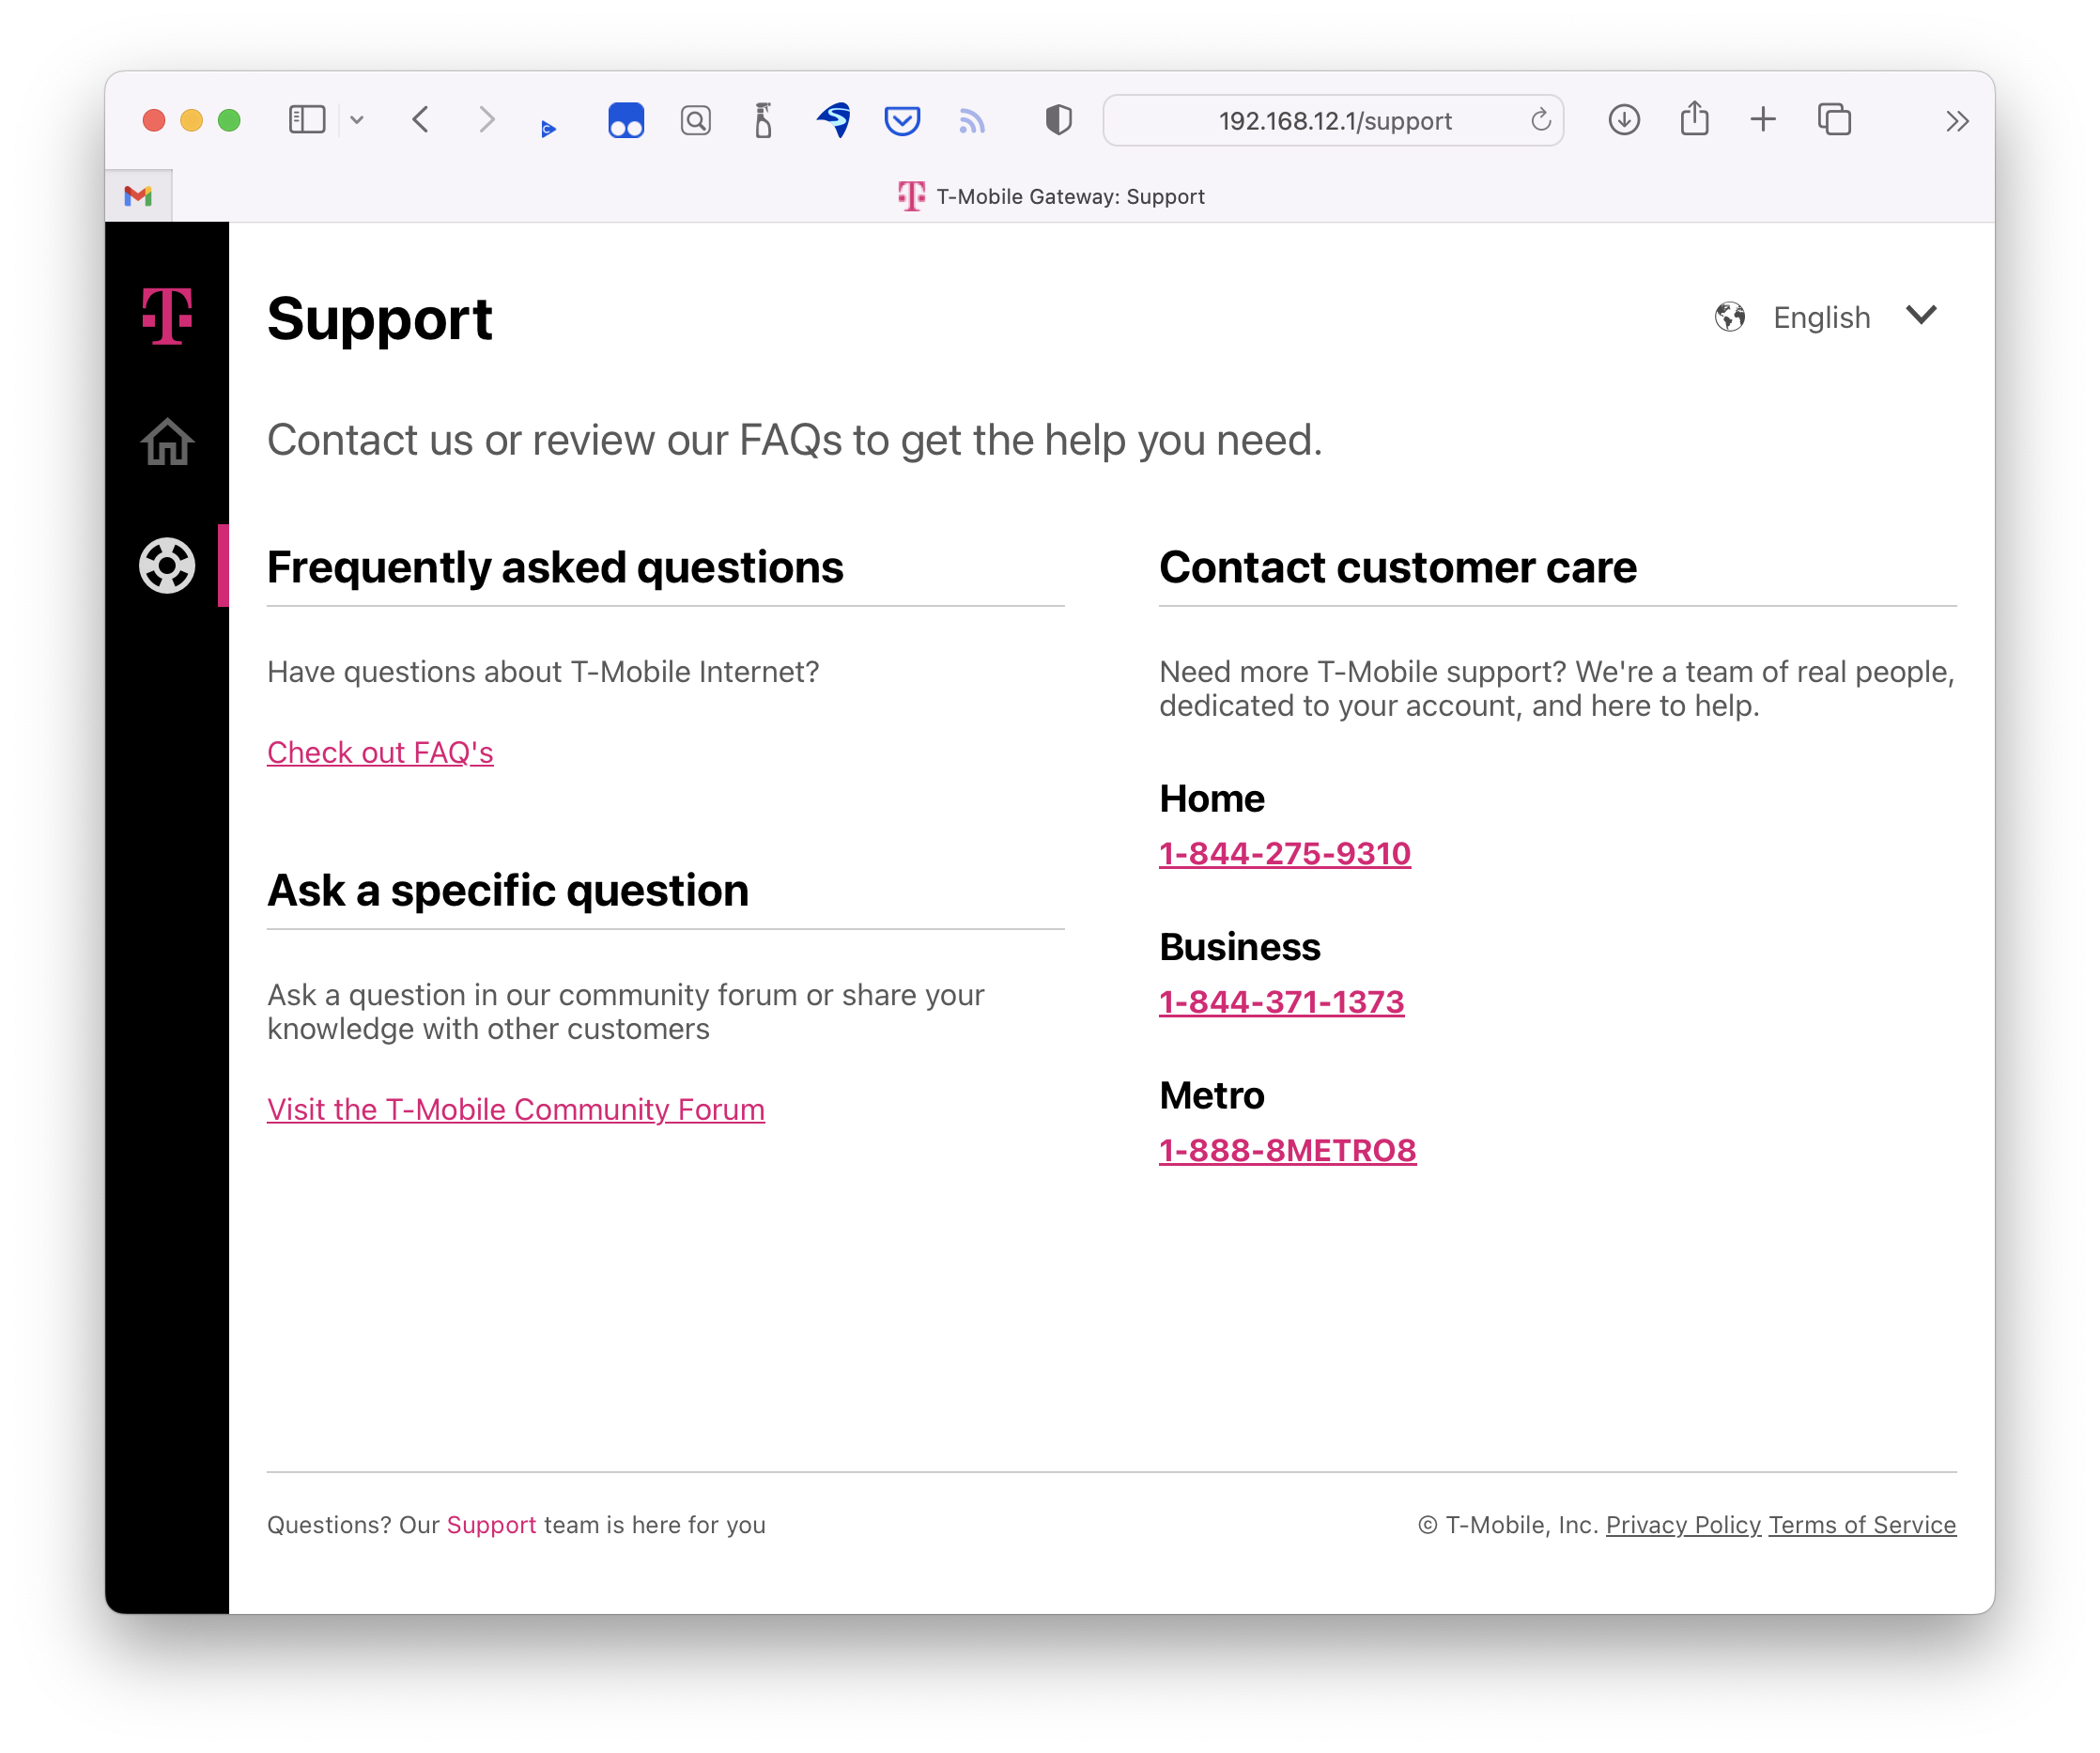 192.168.12.1/support
T-Mobile Gateway: Support
Support
English
Contact us or review our FAQs to get the help you need.
Frequently asked questions
Have questions about T-Mobile Internet?
Check out FAQ's
Ask a specific question
Ask a question in our community forum or share your
knowledge with other customers
Visit the T-Mobile Community Forum
Contact customer care
Need more T-Mobile support? We're a team of real people,
dedicated to your account, and here to help.
Home
1-844-275-9310
Business
1-844-371-1373
Metro
1-888-8METRO8
Questions? Our Support team is here for you
© T-Mobile, Inc. Privacy Policy Terms of Service